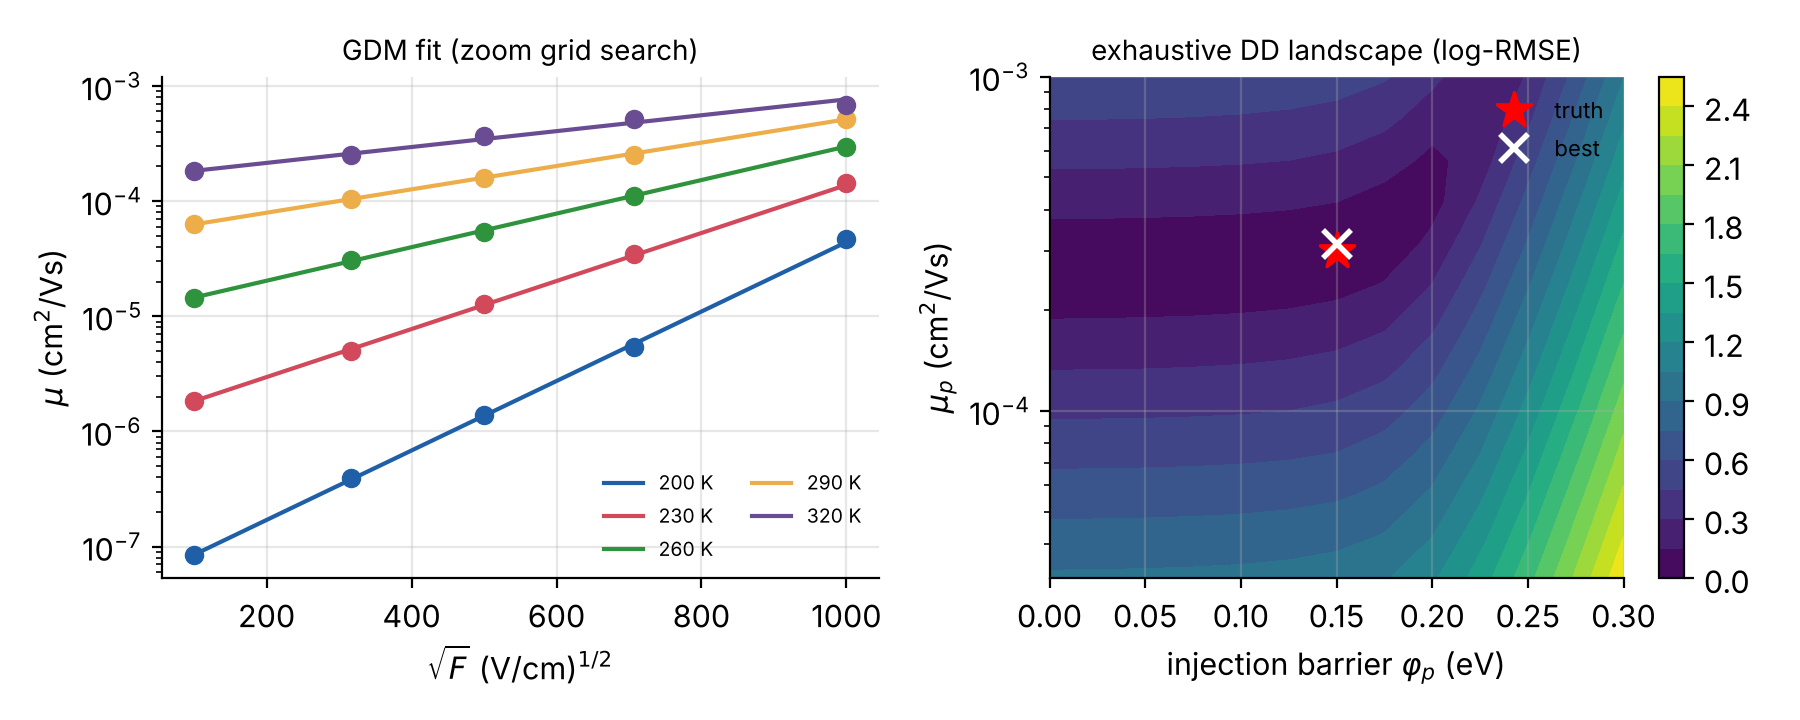 GDM fit (zoom grid search)
10⁻³
10⁻⁴
10⁻⁵
10⁻⁶
10⁻⁷
μ (cm²/Vs)
200 K
230 K
260 K
290 K
320 K
200 400 600 800 1000
√F (V/cm)^1/2
exhaustive DD landscape (log-RMSE)
10⁻³
10⁻⁴
μₚ (cm²/Vs)
truth
best
0.00 0.05 0.10 0.15 0.20 0.25 0.30
injection barrier φₚ (eV)
2.4
2.1
1.8
1.5
1.2
0.9
0.6
0.3
0.0